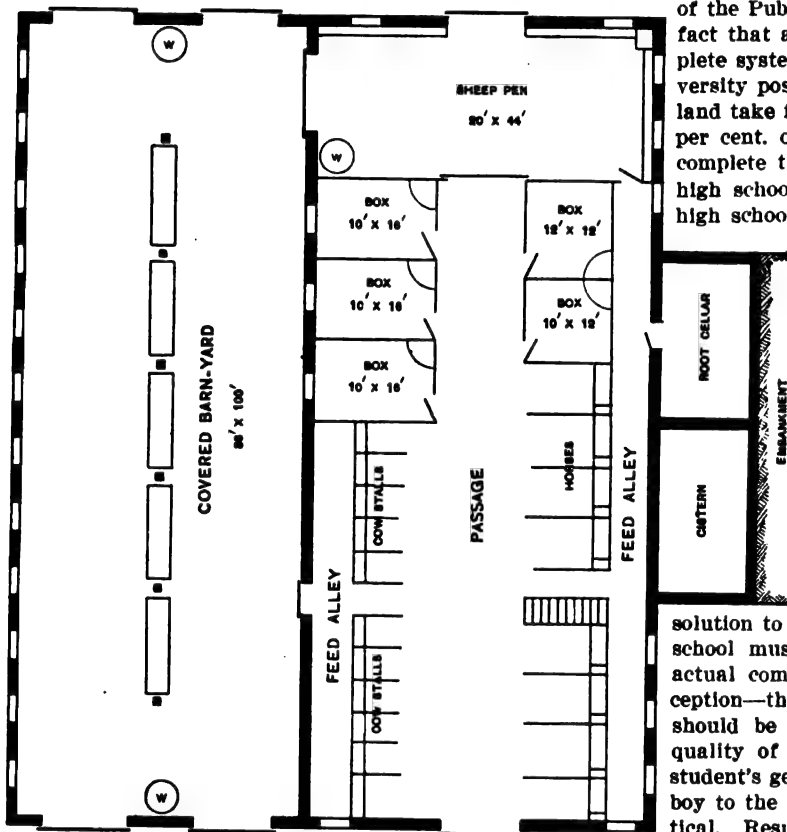 of the Pub
fact that a
plete syste
versity pos
land take f
per cent. o
complete t
high schoo
high schoo
W
SHEEP PEN
20' X 44'
W
BOX
10' X 16'
BOX
12' X 12'
BOX
10' X 16'
BOX
10' X 12'
BOX
10' X 16'
COVERED BARN-YARD
X 100'
ROOT CELLAR
EMBANKMENT
COW STALLS
PASSAGE
HORSES
FEED ALLEY
CISTERN
FEED ALLEY
COW STALLS
W
solution to
school mus
actual com
ception—th
should be
quality of
student's ge
boy to the
tical. Resu